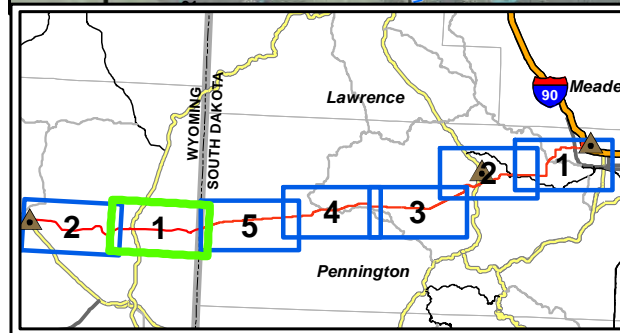 90
Meade
Lawrence
WYOMING
SOUTH DAKOTA
2 1 5 4 3 2 1
Pennington